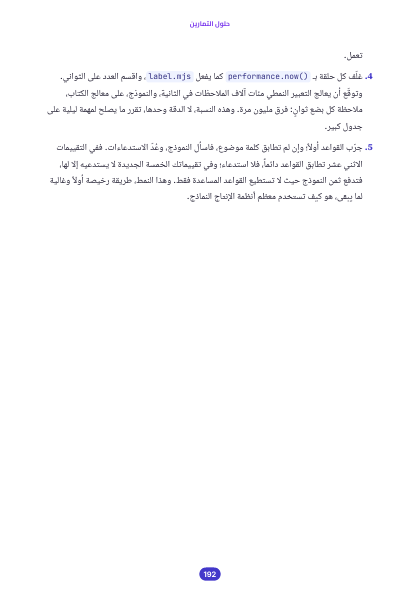 حلول التمارين
تعمل.
4. غلّف كل حلقة بـ performance.now() كما يفعل label.mjs، واقسم العدد على الثواني.
وتوقّع أن يعالج التعبير النمطي مئات آلاف الملاحظات في الثانية، والنموذج، على معالج الكتاب،
ملاحظة كل بضع ثوانٍ: فرق مليون مرة. وهذه النسبة، لا الدقة وحدها، تقرر ما يصلح لمهمة ليلية على
جدول كبير.
5. جرّب القواعد أولاً؛ وإن لم تطابق كلمة موضوع، فاسأل النموذج، وعُدّ الاستدعاءات. ففي التقييمات
الاثني عشر تطابق القواعد دائماً، فلا استدعاء؛ وفي تقييماتك الخمسة الجديدة لا يستدعيه إلا لها،
فتدفع ثمن النموذج حيث لا تستطيع القواعد المساعدة فقط. وهذا النمط، طريقة رخيصة أولاً وغالية
لما يبقى، هو كيف تستخدم معظم أنظمة الإنتاج النماذج.
192